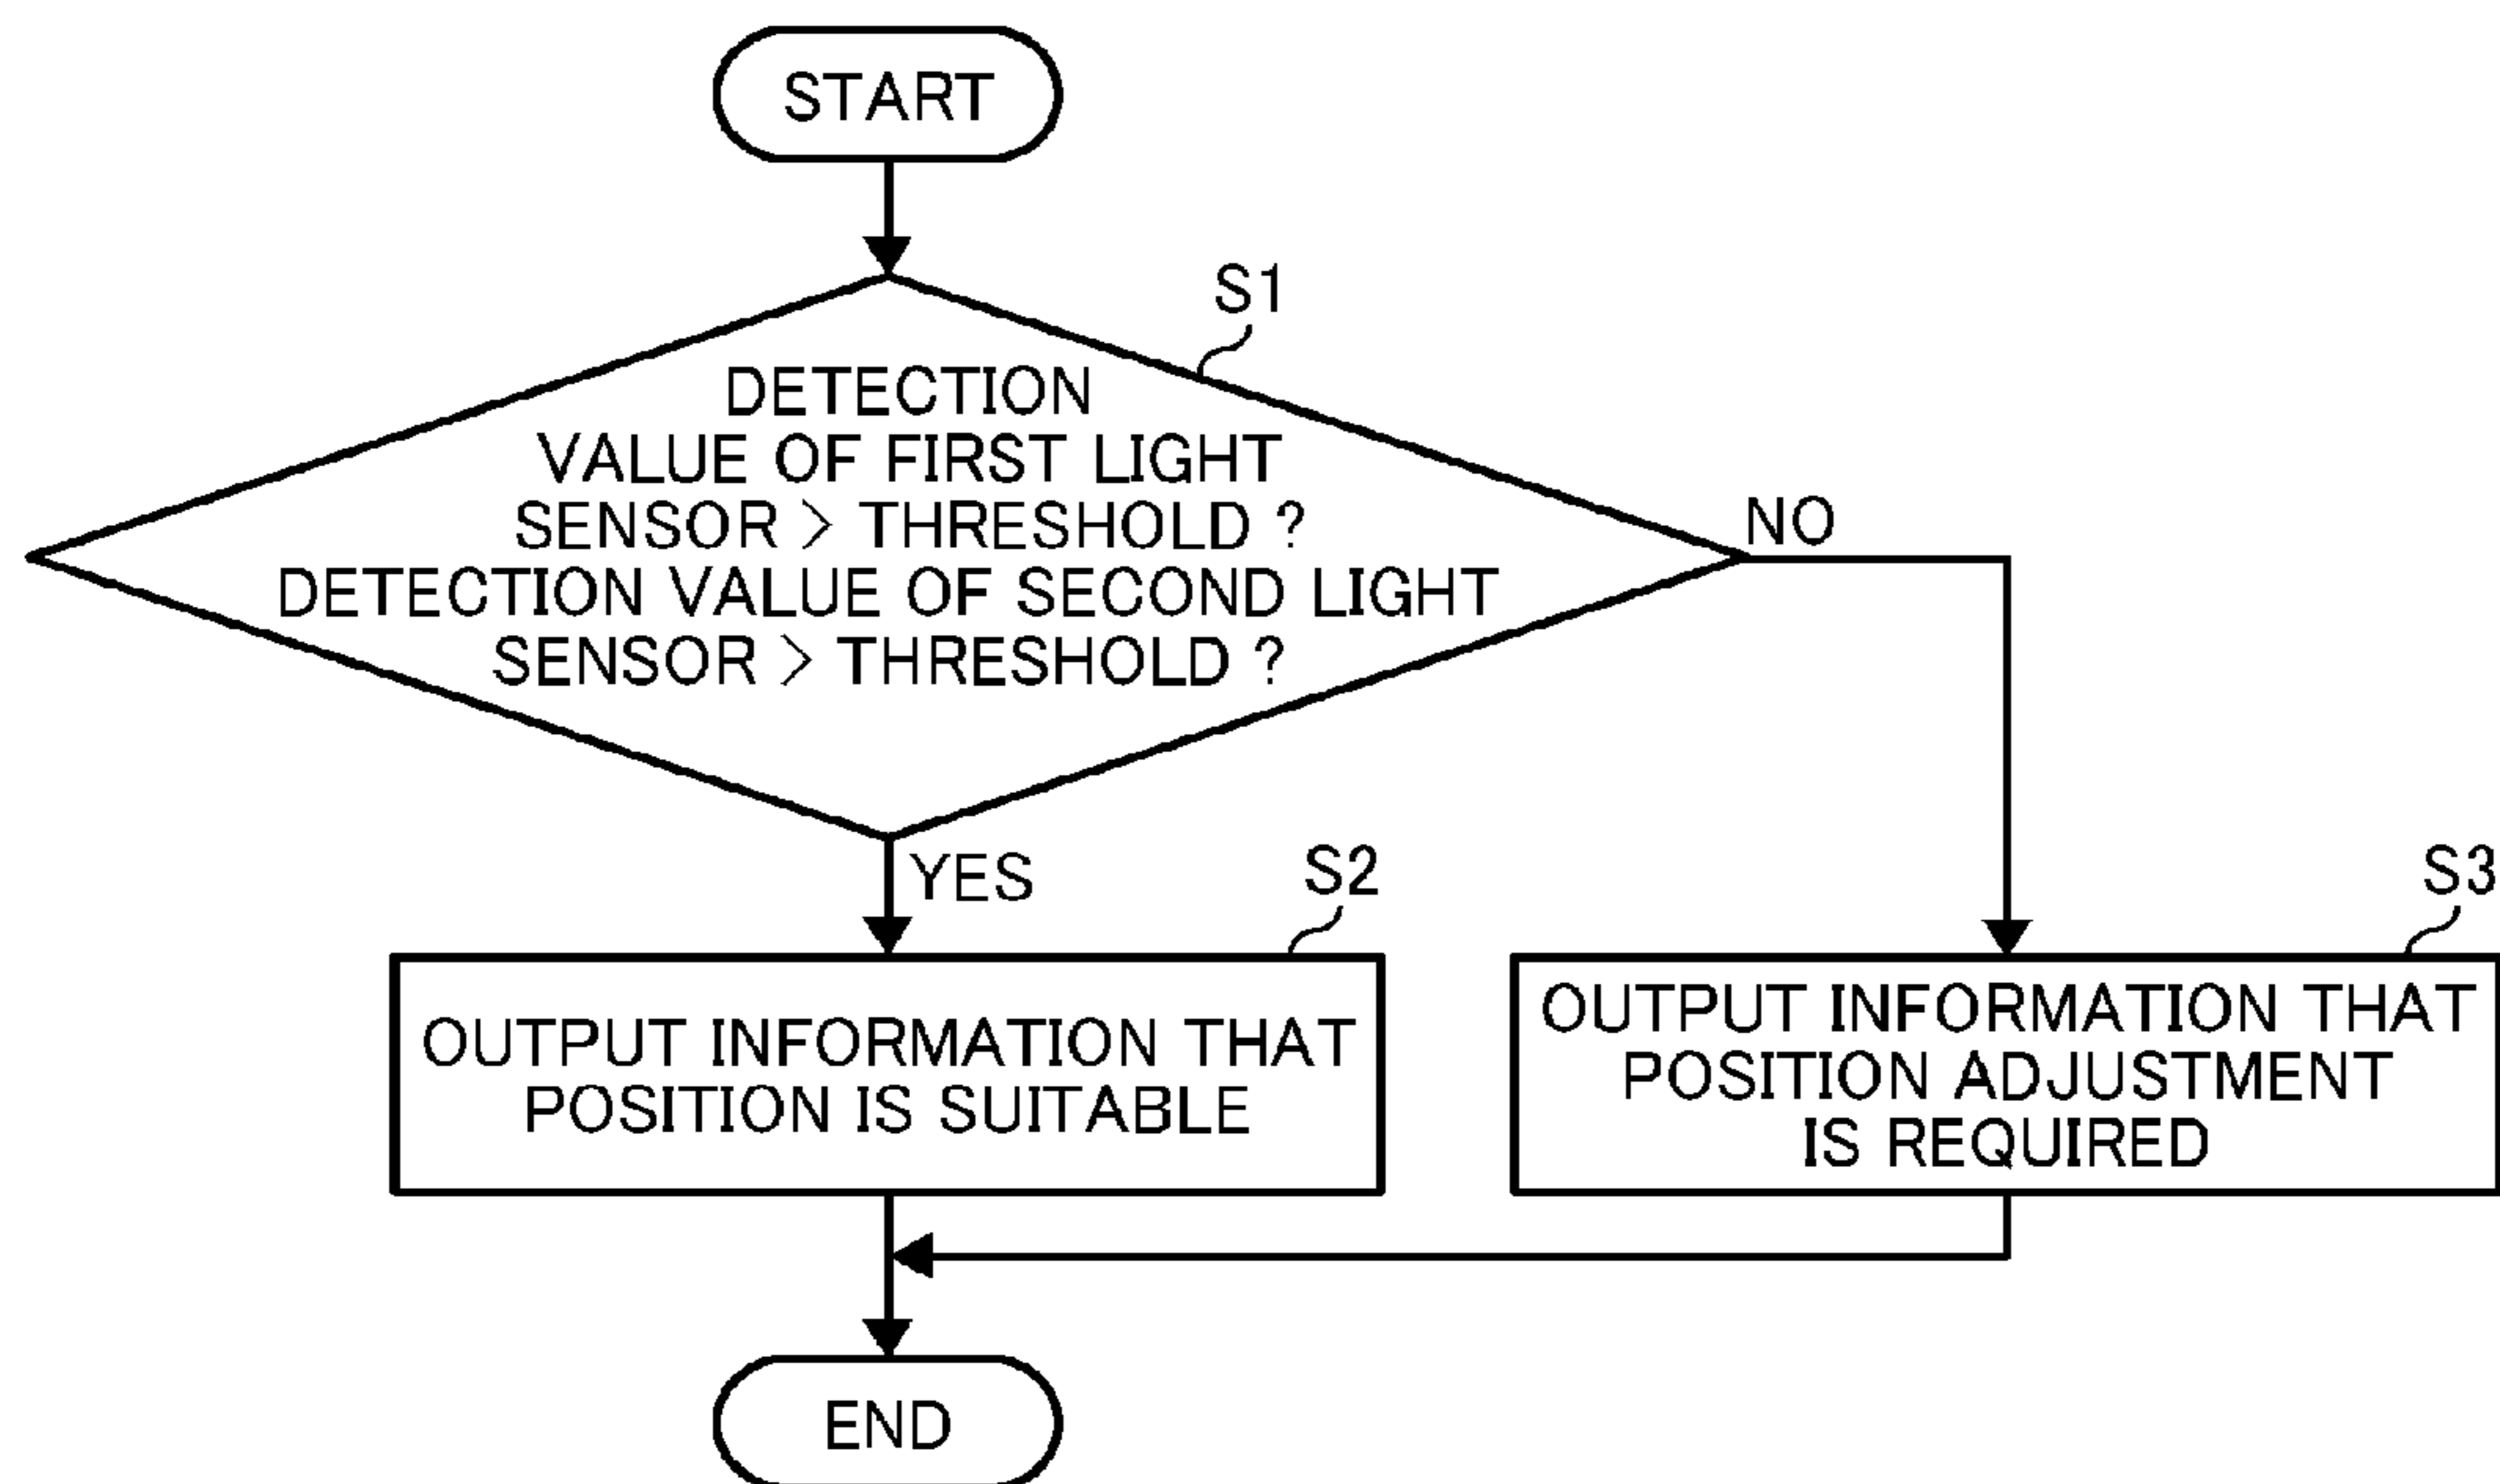 START
S1
DETECTION
VALUE OF FIRST LIGHT
SENSOR > THRESHOLD ?
DETECTION VALUE OF SECOND LIGHT
SENSOR > THRESHOLD ?
NO
YES
S2
OUTPUT INFORMATION THAT
POSITION IS SUITABLE
S3
OUTPUT INFORMATION THAT
POSITION ADJUSTMENT
IS REQUIRED
END